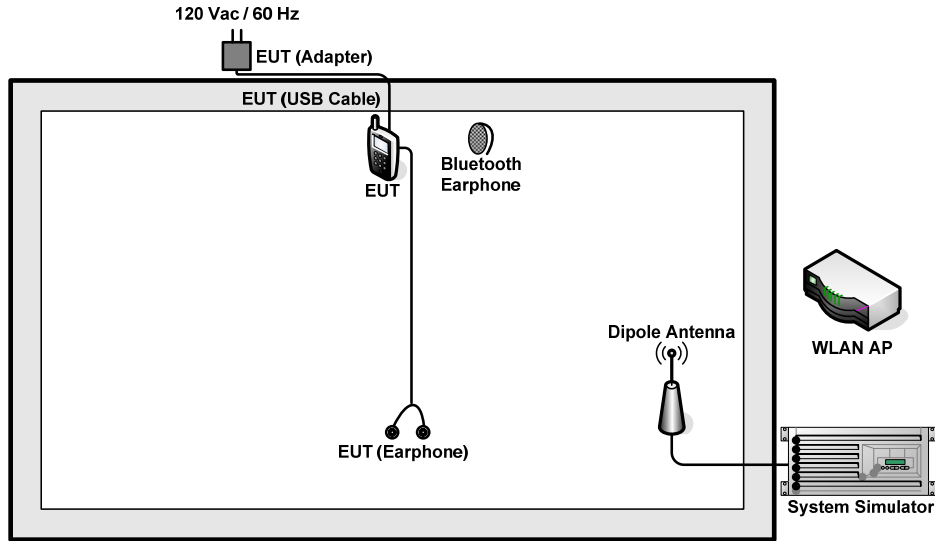 120 Vac / 60 Hz
EUT (Adapter)
EUT (USB Cable)
EUT
Bluetooth
Earphone
Dipole Antenna
WLAN AP
EUT (Earphone)
System Simulator